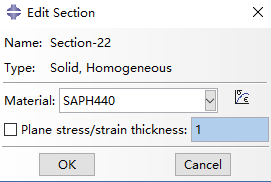 Edit Section
Name: Section-22
Type: Solid, Homogeneous
Material: SAPH440
Plane stress/strain thickness: 1
OK Cancel